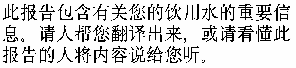 此报告包含有关您的饮用水的重要信
息。请人帮您翻译出来，或请看懂此
报告的人将内容说给您听。